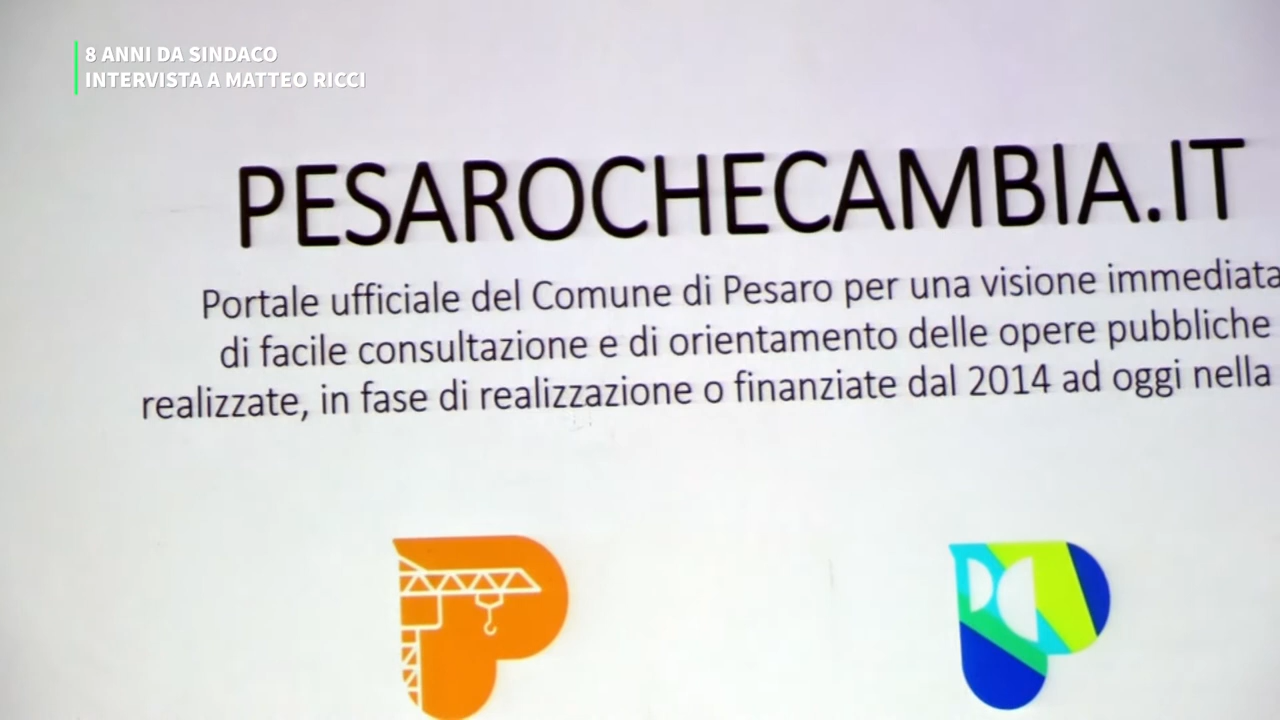 8 ANNI DA SINDACO
INTERVISTA A MATTEO RICCI
PESAROCHECAMBIA.IT
Portale ufficiale del Comune di Pesaro per una visione immediata
di facile consultazione e di orientamento delle opere pubbliche
realizzate, in fase di realizzazione o finanziate dal 2014 ad oggi nella